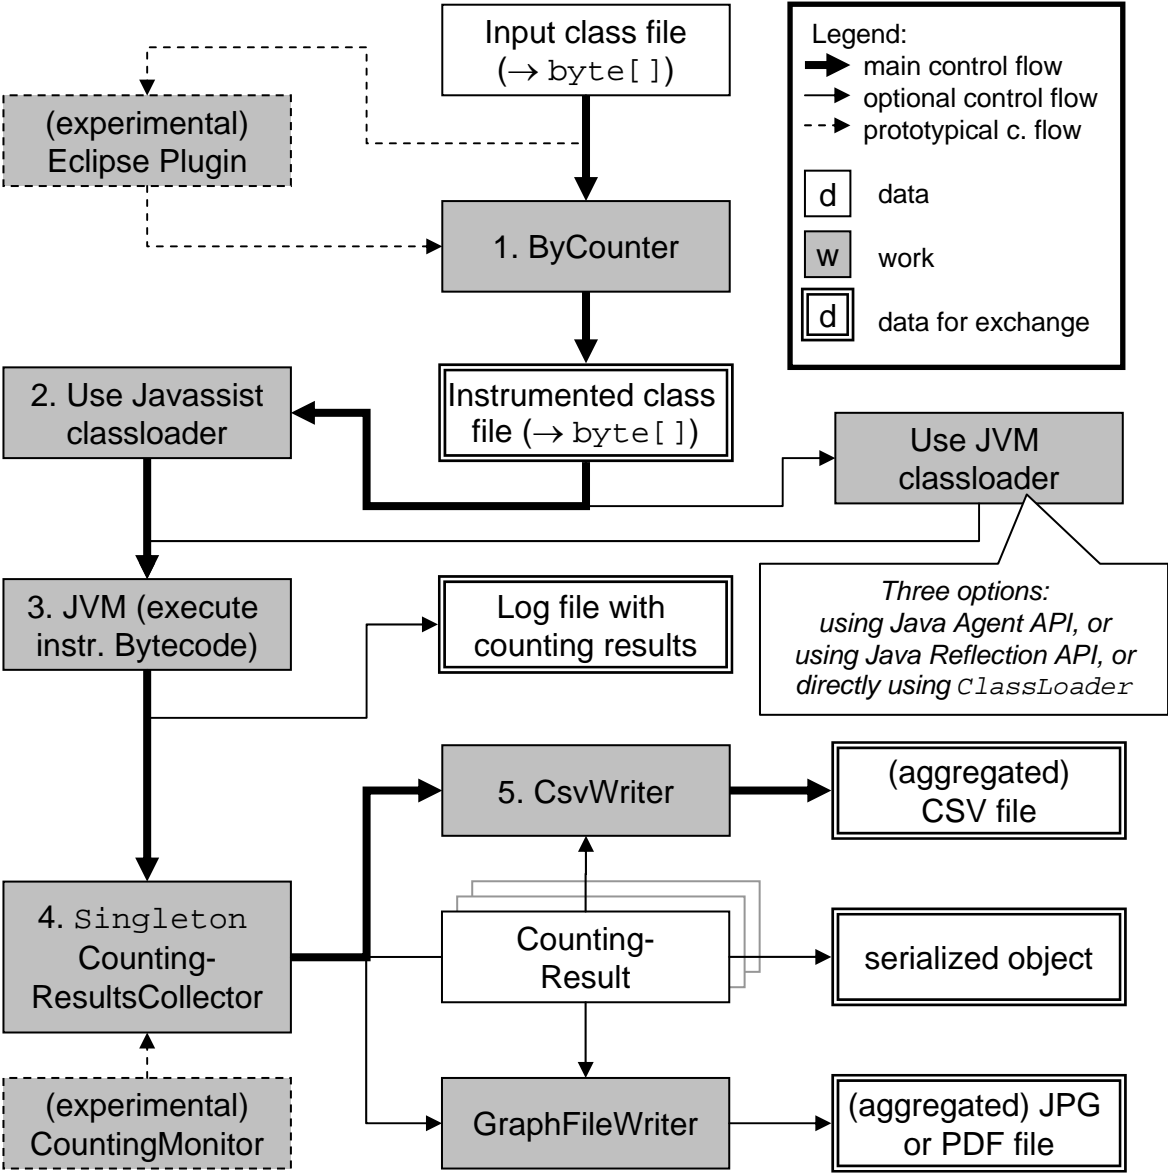 Input class file
(→ byte[])
Legend:
main control flow
optional control flow
prototypical c. flow
d data
w work
d data for exchange
(experimental)
Eclipse Plugin
1. ByCounter
2. Use Javassist
classloader
Instrumented class
file (→ byte[])
Use JVM
classloader
Three options:
using Java Agent API, or
using Java Reflection API, or
directly using ClassLoader
3. JVM (execute
instr. Bytecode)
Log file with
counting results
5. CsvWriter
(aggregated)
CSV file
4. Singleton
Counting-
ResultsCollector
Counting-
Result
serialized object
(experimental)
CountingMonitor
GraphFileWriter
(aggregated) JPG
or PDF file